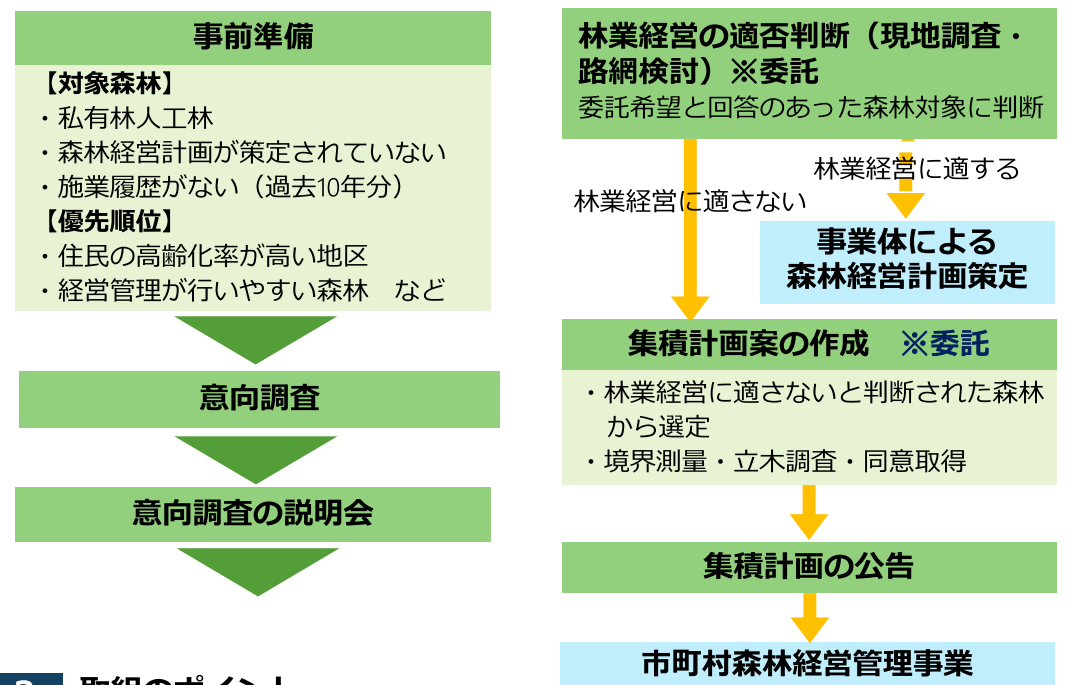 事前準備
【対象森林】
・私有林人工林
・森林経営計画が策定されていない
・施業履歴がない（過去10年分）
【優先順位】
・住民の高齢化率が高い地区
・経営管理が行いやすい森林　など
意向調査
意向調査の説明会
林業経営の適否判断（現地調査・
路網検討）※委託
委託希望と回答のあった森林対象に判断
林業経営に適する
林業経営に適さない
事業体による
森林経営計画策定
集積計画案の作成　※委託
・林業経営に適さないと判断された森林
から選定
・境界測量・立木調査・同意取得
集積計画の公告
市町村森林経営管理事業
取組のポイント